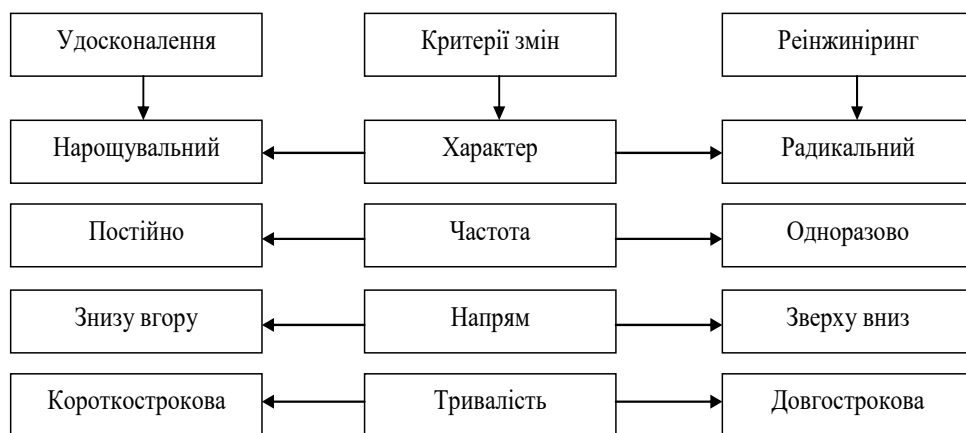 Удосконалення
Критерії змін
Реінжиніринг
Нарощувальний
Характер
Радикальний
Постійно
Частота
Одноразово
Знизу вгору
Напрям
Зверху вниз
Короткострокова
Тривалість
Довгострокова